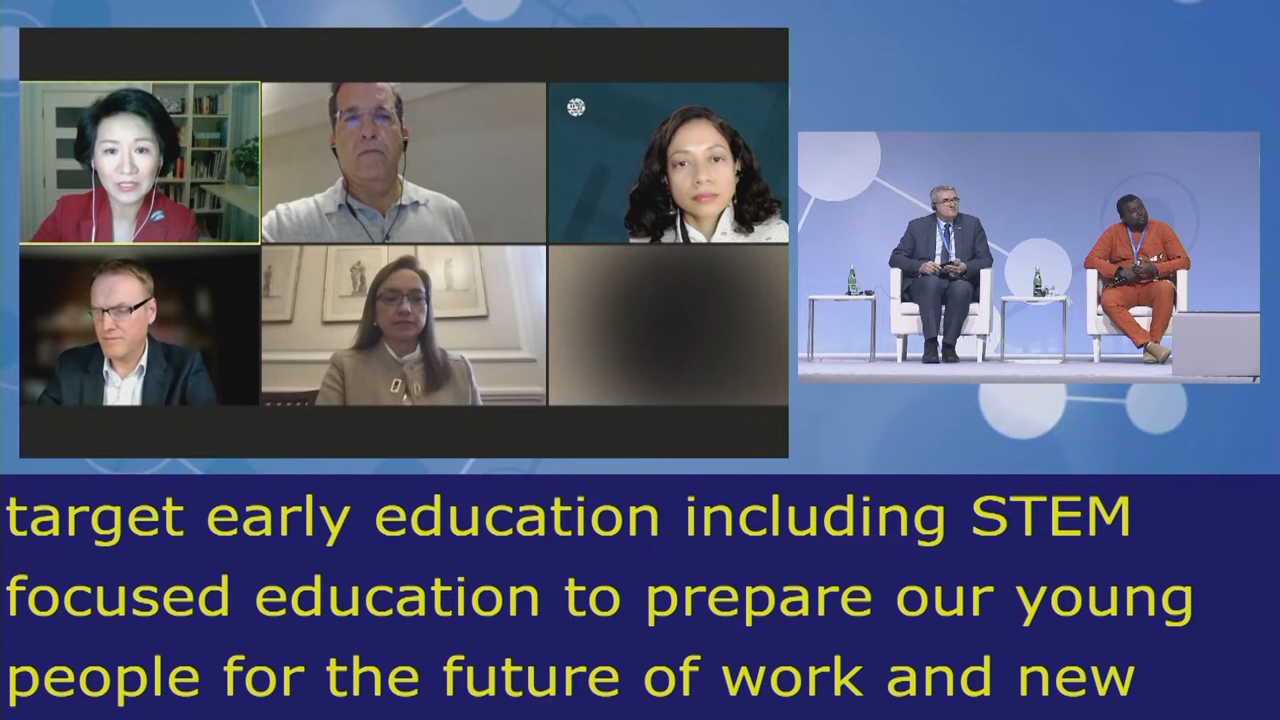 target early education including STEM
focused education to prepare our young
people for the future of work and new